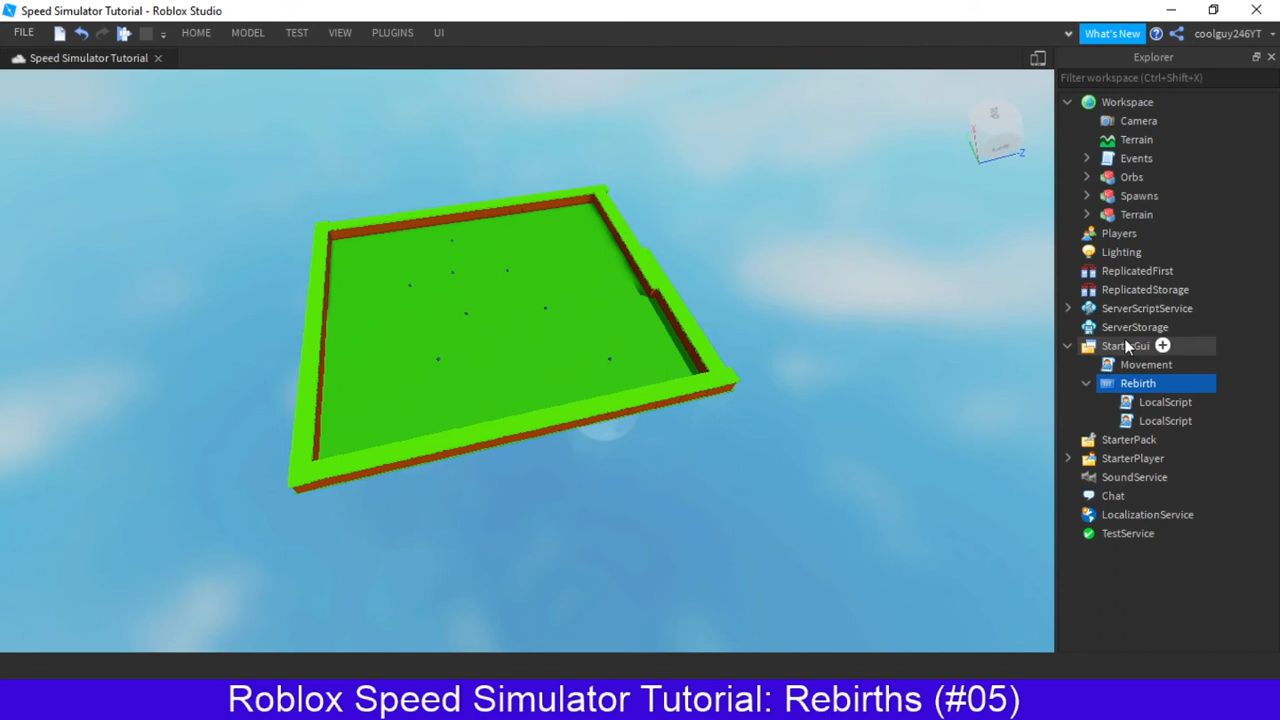 Speed Simulator Tutorial - Roblox Studio
FILE HOME MODEL TEST VIEW PLUGINS UI What's New coolguy246YT
Speed Simulator Tutorial
Explorer
Filter workspace (Ctrl+Shift+X)
Workspace
Camera
Terrain
Events
Orbs
Spawns
Terrain
Players
Lighting
ReplicatedFirst
ReplicatedStorage
ServerScriptService
ServerStorage
StarterGui
Movement
Rebirth
LocalScript
LocalScript
StarterPack
StarterPlayer
SoundService
Chat
LocalizationService
TestService
-Z
Roblox Speed Simulator Tutorial: Rebirths (#05)